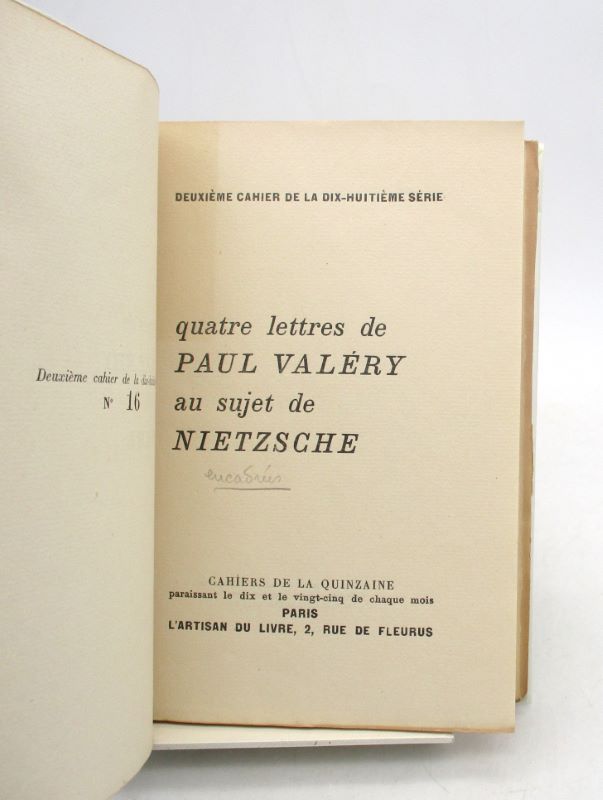 Deuxième cahier de la dix-hui
N° 16
DEUXIÈME CAHIER DE LA DIX-HUITIÈME SÉRIE
quatre lettres de
PAUL VALÉRY
au sujet de
NIETZSCHE
encadrées
CAHIERS DE LA QUINZAINE
paraissant le dix et le vingt-cinq de chaque mois
PARIS
L'ARTISAN DU LIVRE, 2, RUE DE FLEURUS